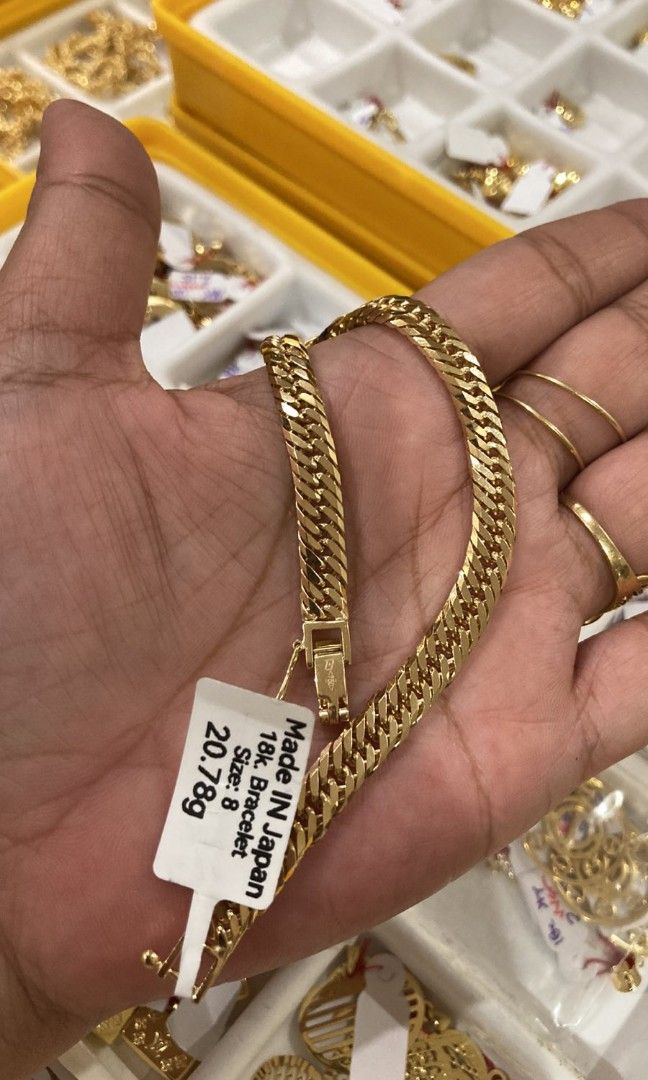 Made IN Japan
18k. Bracelet
Size: 8
20.78g